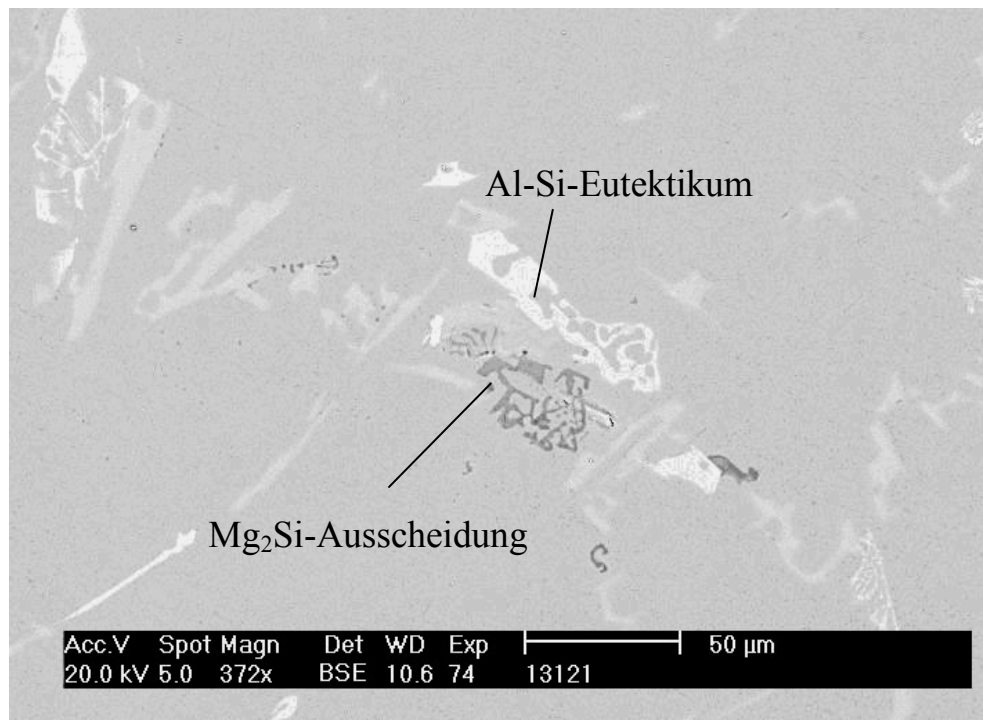 Al-Si-Eutektikum
Mg₂Si-Ausscheidung
Acc.V Spot Magn Det WD Exp 50 µm
20.0 kV 5.0 372x BSE 10.6 74 13121